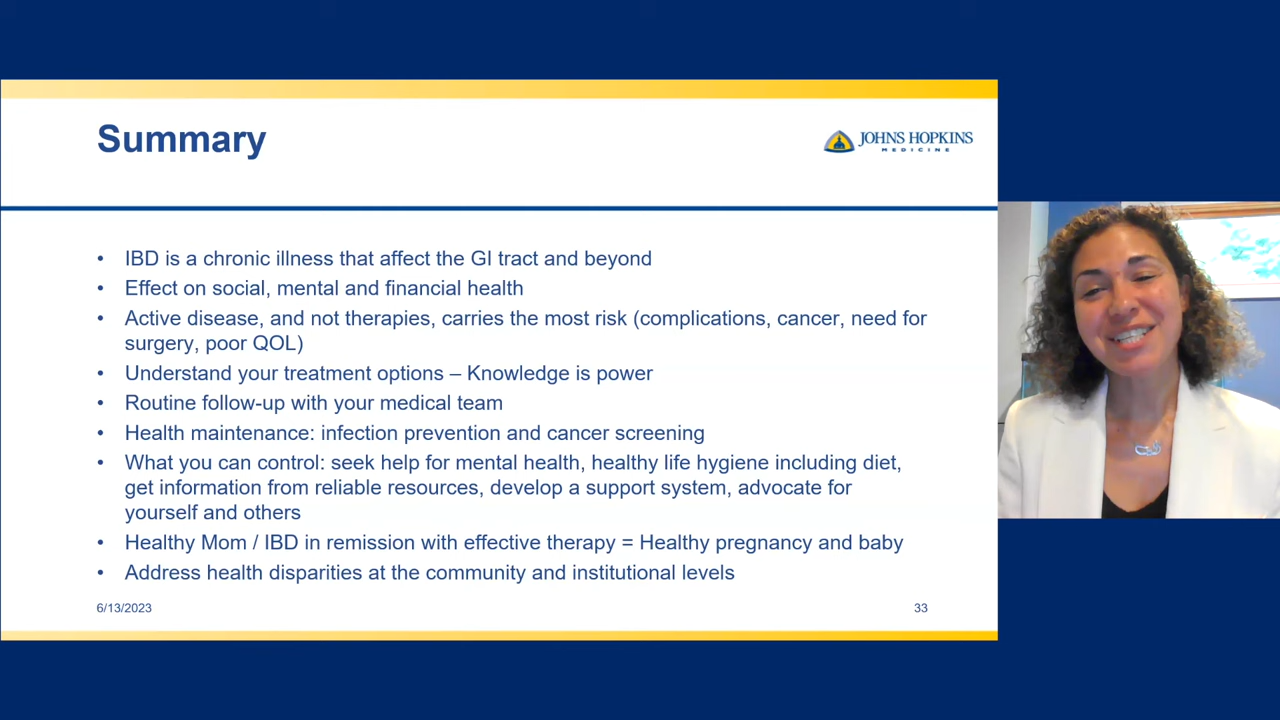 Summary
JOHNS HOPKINS
MEDICINE
• IBD is a chronic illness that affect the GI tract and beyond
• Effect on social, mental and financial health
• Active disease, and not therapies, carries the most risk (complications, cancer, need for
surgery, poor QOL)
• Understand your treatment options – Knowledge is power
• Routine follow-up with your medical team
• Health maintenance: infection prevention and cancer screening
• What you can control: seek help for mental health, healthy life hygiene including diet,
get information from reliable resources, develop a support system, advocate for
yourself and others
• Healthy Mom / IBD in remission with effective therapy = Healthy pregnancy and baby
• Address health disparities at the community and institutional levels
6/13/2023
33